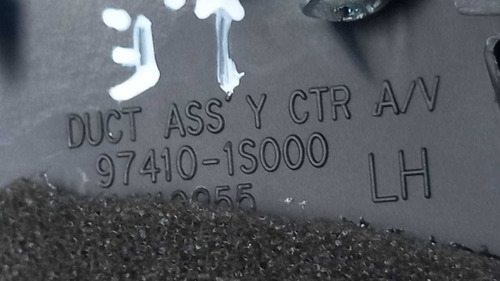 DUCT ASS'Y CTR A/V
97410-1S000
LH